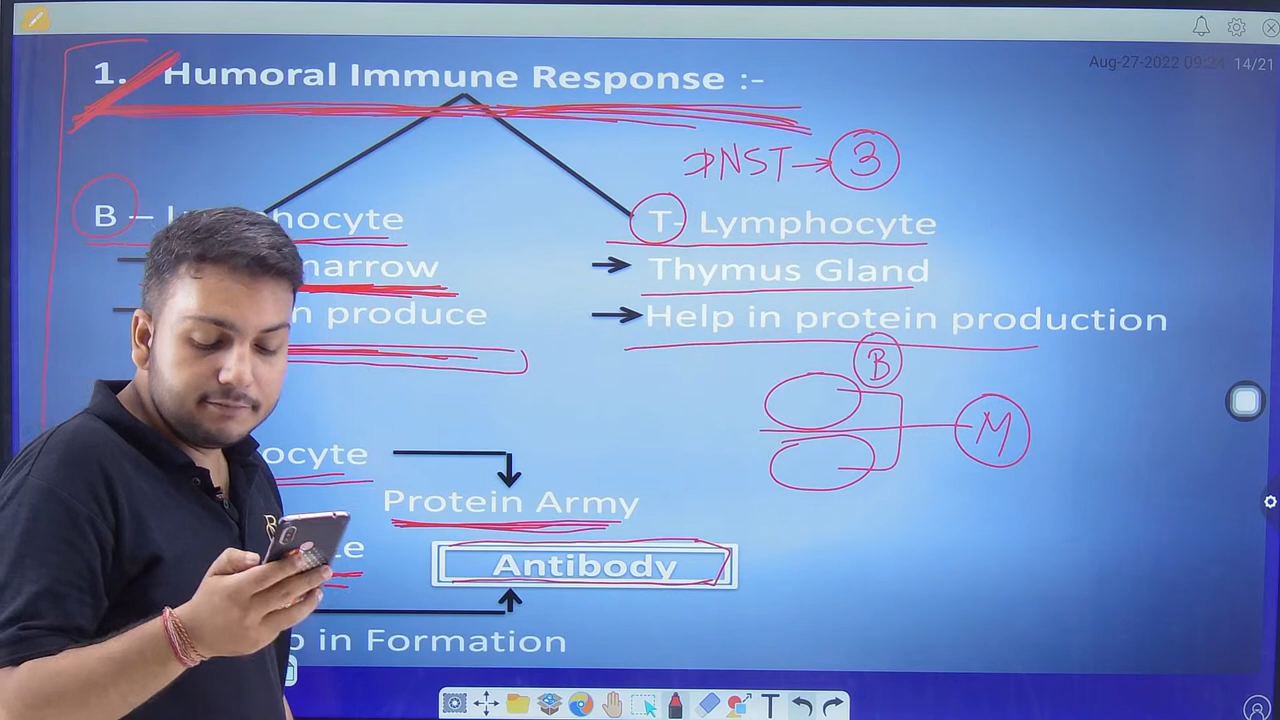 Aug-27-2022 09:24 14/21
1. Humoral Immune Response :-
DNST → 3
B – Lymphocyte
T- Lymphocyte
marrow
Thymus Gland
produce
Help in protein production
B
M
ocyte
Protein Army
Antibody
in Formation
T